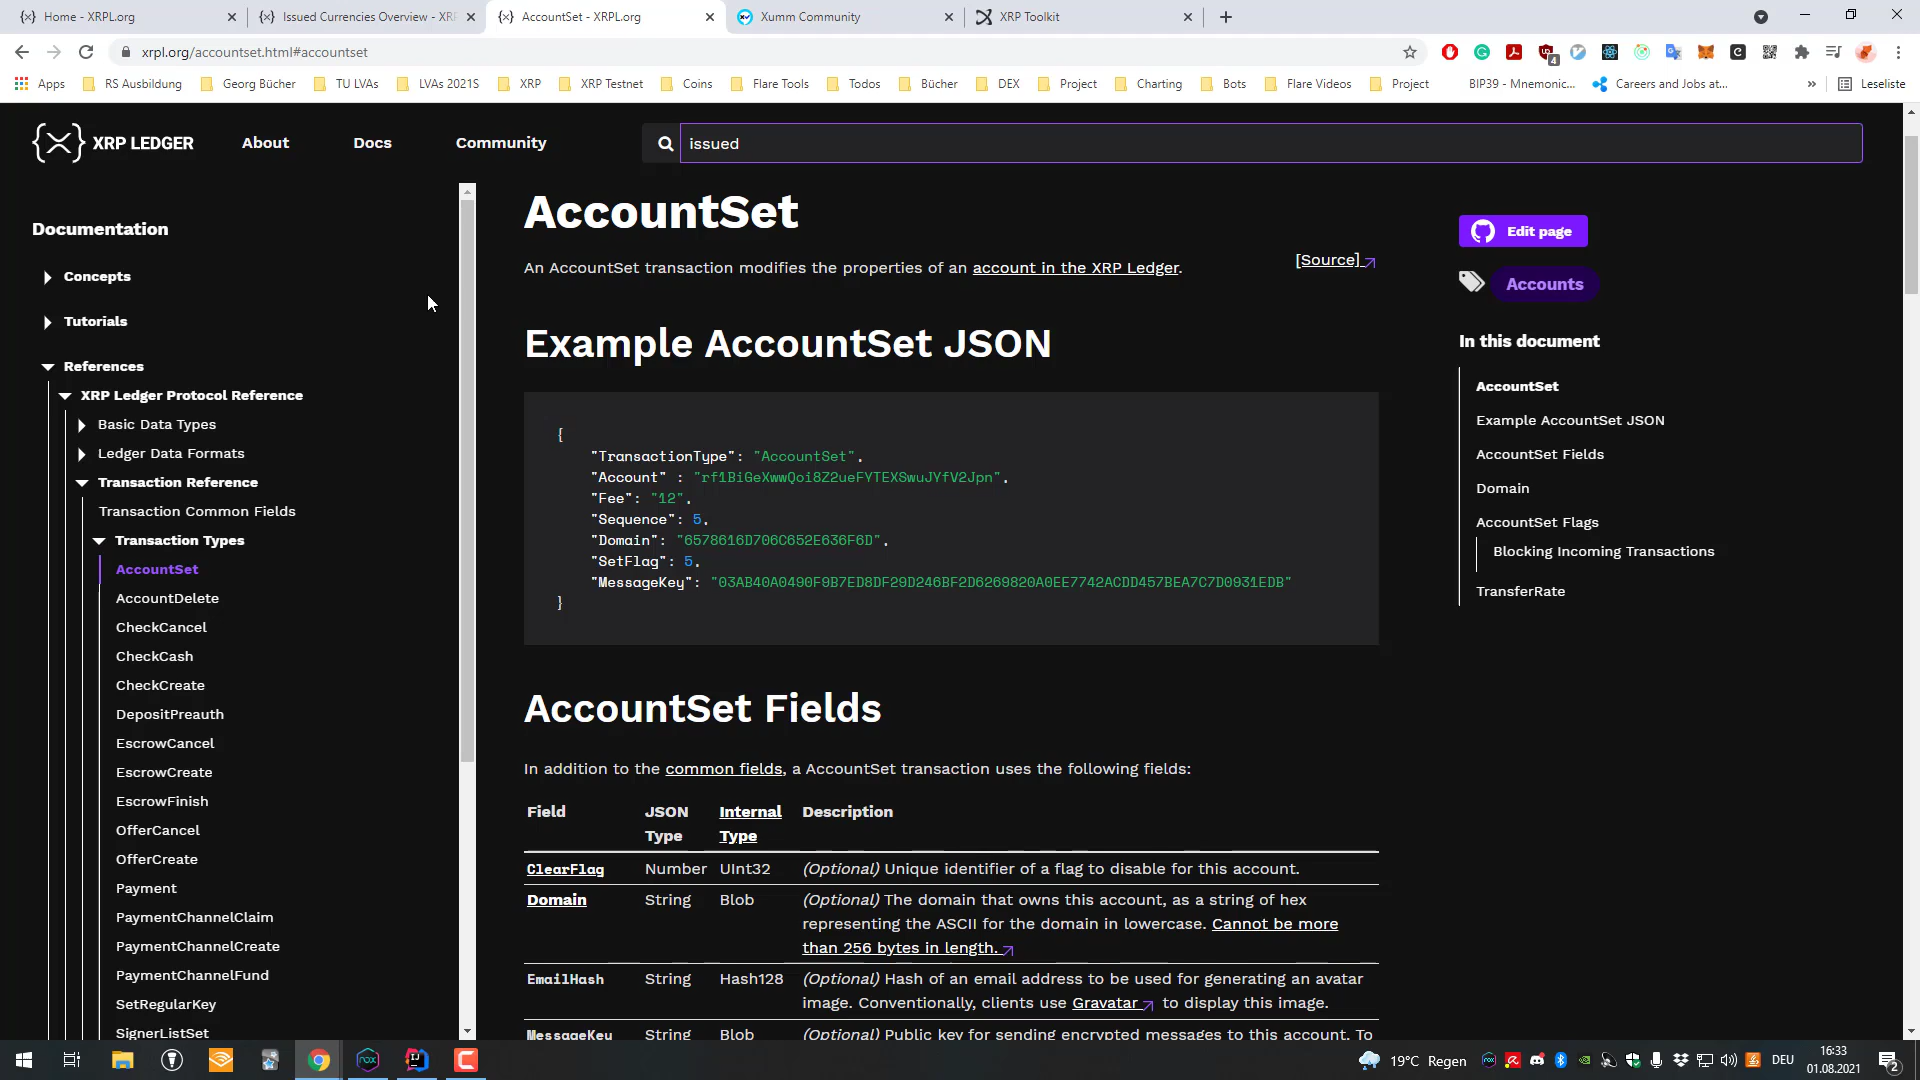 Home - XRPL.org
Issued Currencies Overview - XRP
AccountSet - XRPL.org
Xumm Community
XRP Toolkit
xrpl.org/accountset.html#accountset
Apps
RS Ausbildung
Georg Bücher
TU LVAs
LVAs 2021S
XRP
XRP Testnet
Coins
Flare Tools
Todos
Bücher
DEX
Project
Charting
Bots
Flare Videos
Project
BIP39 - Mnemonic...
Careers and Jobs at...
»
Leseliste
XRP LEDGER
About
Docs
Community
issued
Documentation
Concepts
Tutorials
References
XRP Ledger Protocol Reference
Basic Data Types
Ledger Data Formats
Transaction Reference
Transaction Common Fields
Transaction Types
AccountSet
AccountDelete
CheckCancel
CheckCash
CheckCreate
DepositPreauth
EscrowCancel
EscrowCreate
EscrowFinish
OfferCancel
OfferCreate
Payment
PaymentChannelClaim
PaymentChannelCreate
PaymentChannelFund
SetRegularKey
SignerListSet
AccountSet
[Source]
An AccountSet transaction modifies the properties of an account in the XRP Ledger.
Example AccountSet JSON
{
"TransactionType": "AccountSet",
"Account" : "rf1BiGeXwwQoi8Z2ueFYTEXSwuJYfV2Jpn",
"Fee": "12",
"Sequence": 5,
"Domain": "6578616D706C652E636F6D",
"SetFlag": 5,
"MessageKey": "03AB40A0490F9B7ED8DF29D246BF2D6269820A0EE7742ACDD457BEA7C7D0931EDB"
}
AccountSet Fields
In addition to the common fields, a AccountSet transaction uses the following fields:
Field JSON Type Internal Type Description
ClearFlag Number UInt32 (Optional) Unique identifier of a flag to disable for this account.
Domain String Blob (Optional) The domain that owns this account, as a string of hex
representing the ASCII for the domain in lowercase. Cannot be more
than 256 bytes in length.
EmailHash String Hash128 (Optional) Hash of an email address to be used for generating an avatar
image. Conventionally, clients use Gravatar to display this image.
MessageKey String Blob (Optional) Public key for sending encrypted messages to this account. To
Edit page
Accounts
In this document
AccountSet
Example AccountSet JSON
AccountSet Fields
Domain
AccountSet Flags
Blocking Incoming Transactions
TransferRate
19°C Regen
DEU
16:33
01.08.2021
2